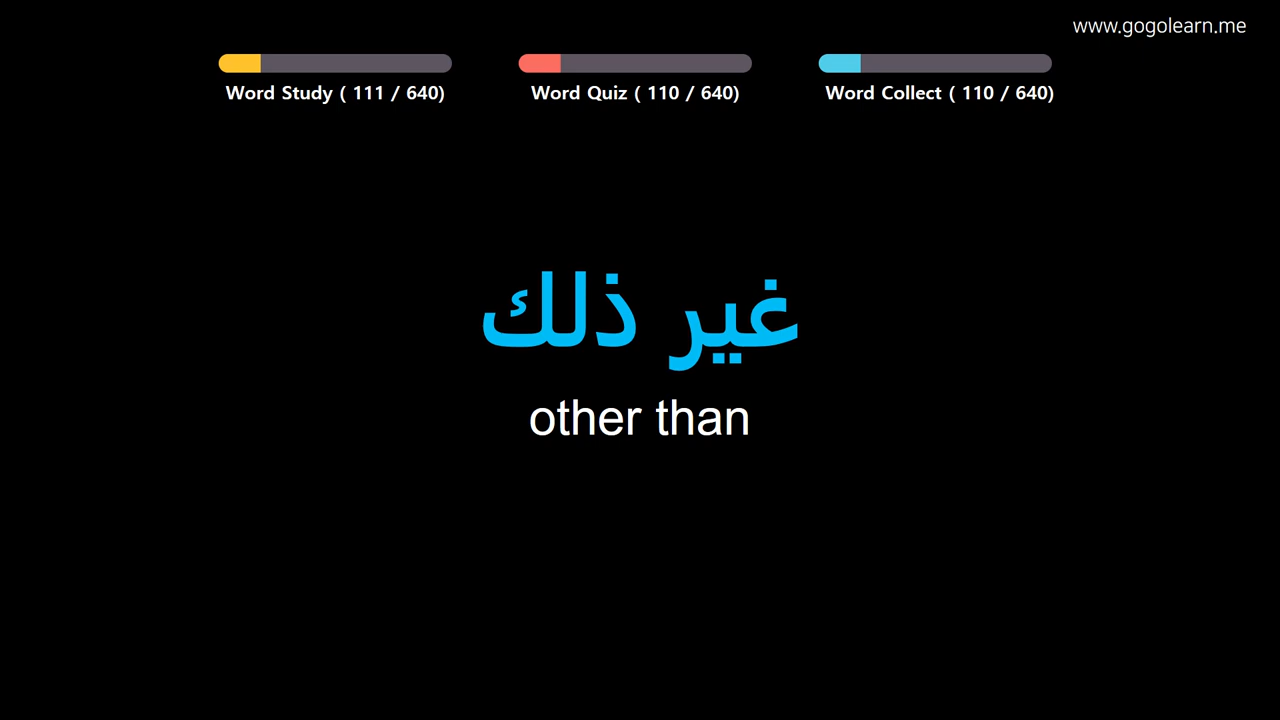 www.gogolearn.me
Word Study ( 111 / 640)
Word Quiz ( 110 / 640)
Word Collect ( 110 / 640)
غير ذلك
other than